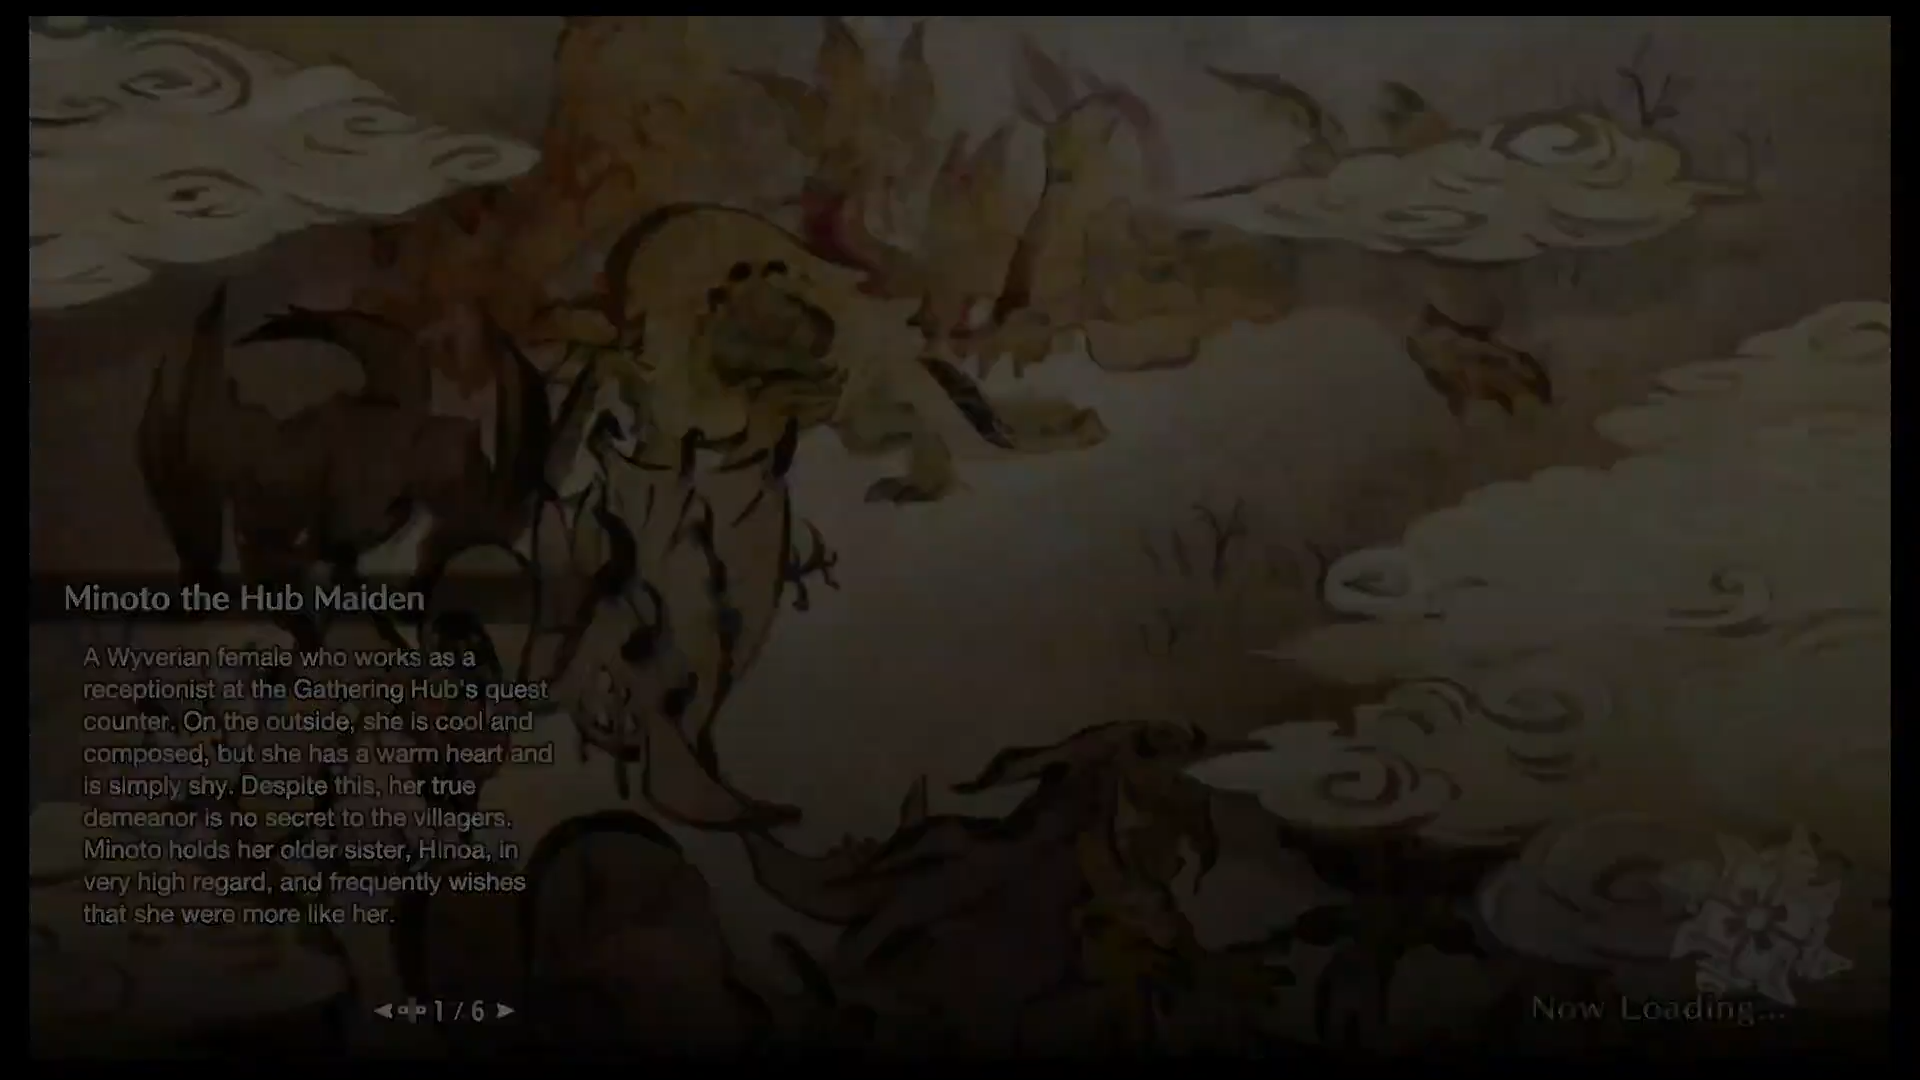 Minoto the Hub Maiden
A Wyverian female who works as a
receptionist at the Gathering Hub's quest
counter. On the outside, she is cool and
composed, but she has a warm heart and
is simply shy. Despite this, her true
demeanor is no secret to the villagers.
Minoto holds her older sister, Hinoa, in
very high regard, and frequently wishes
that she were more like her.
1 / 6
Now Loading...